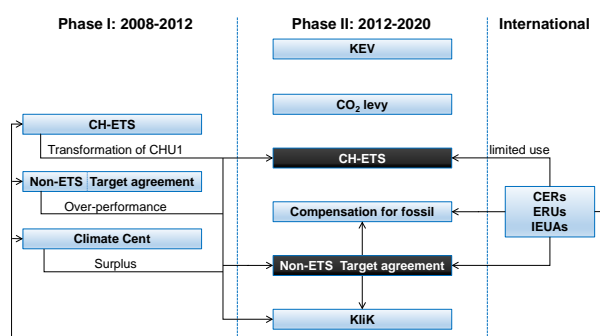 Phase I: 2008-2012
Phase II: 2012-2020
International
KEV
CO₂ levy
CH-ETS
Transformation of CHU1
CH-ETS
limited use
Non-ETS Target agreement
Over-performance
Compensation for fossil
CERs
ERUs
IEUAs
Climate Cent
Surplus
Non-ETS Target agreement
KliK